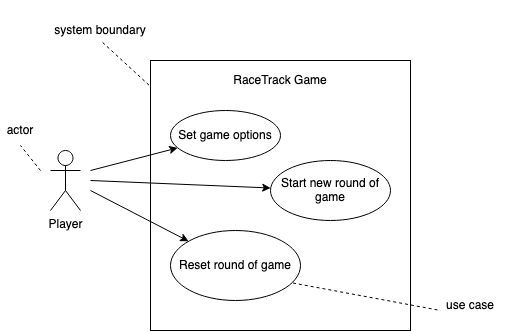 system boundary
RaceTrack Game
actor
Set game options
Start new round of
game
Player
Reset round of game
use case